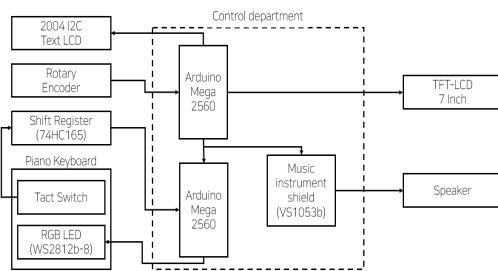 Control department
2004 I2C
Text LCD
Rotary
Encoder
Arduino
Mega
2560
TFT-LCD
7 Inch
Shift Register
(74HC165)
Piano Keyboard
Tact Switch
RGB LED
(WS2812b-8)
Arduino
Mega
2560
Music
instrument
shield
(VS1053b)
Speaker